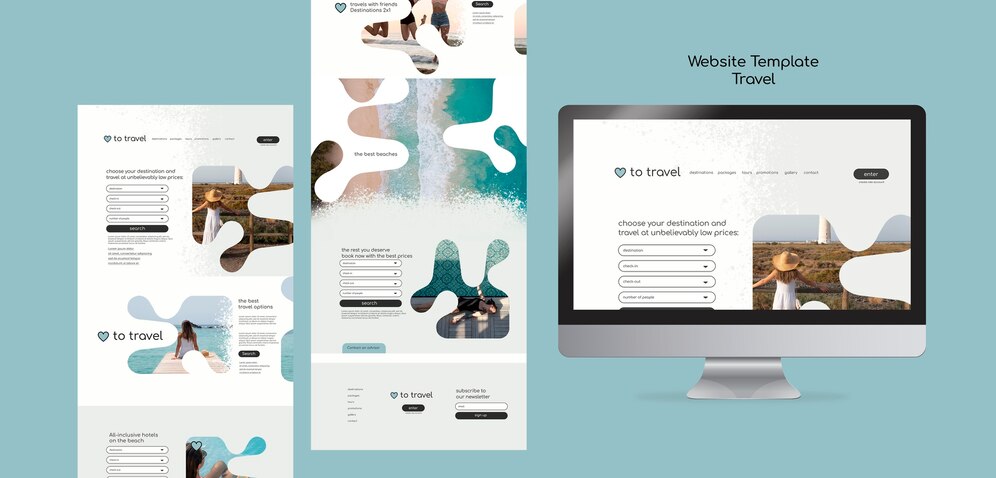 to travel
destinations packages tours promotions gallery contact
enter
choose your destination and
travel at unbelievably low prices:
destination
check-in
check-out
number of people
search
to travel
the best
travel options
Search
All-inclusive hotels
on the beach
destination
check-in
check-out
travels with friends
Destinations 2x1
Search
the best beaches
the rest you deserve
book now with the best prices
destination
check-in
check-out
number of people
search
Contact an advisor
destinations
packages
tours
promotions
gallery
contact
to travel
enter
subscribe to
our newsletter
email
sign up
Website Template
Travel
to travel
destinations packages tours promotions gallery contact
enter
create new account
choose your destination and
travel at unbelievably low prices:
destination
check-in
check-out
number of people